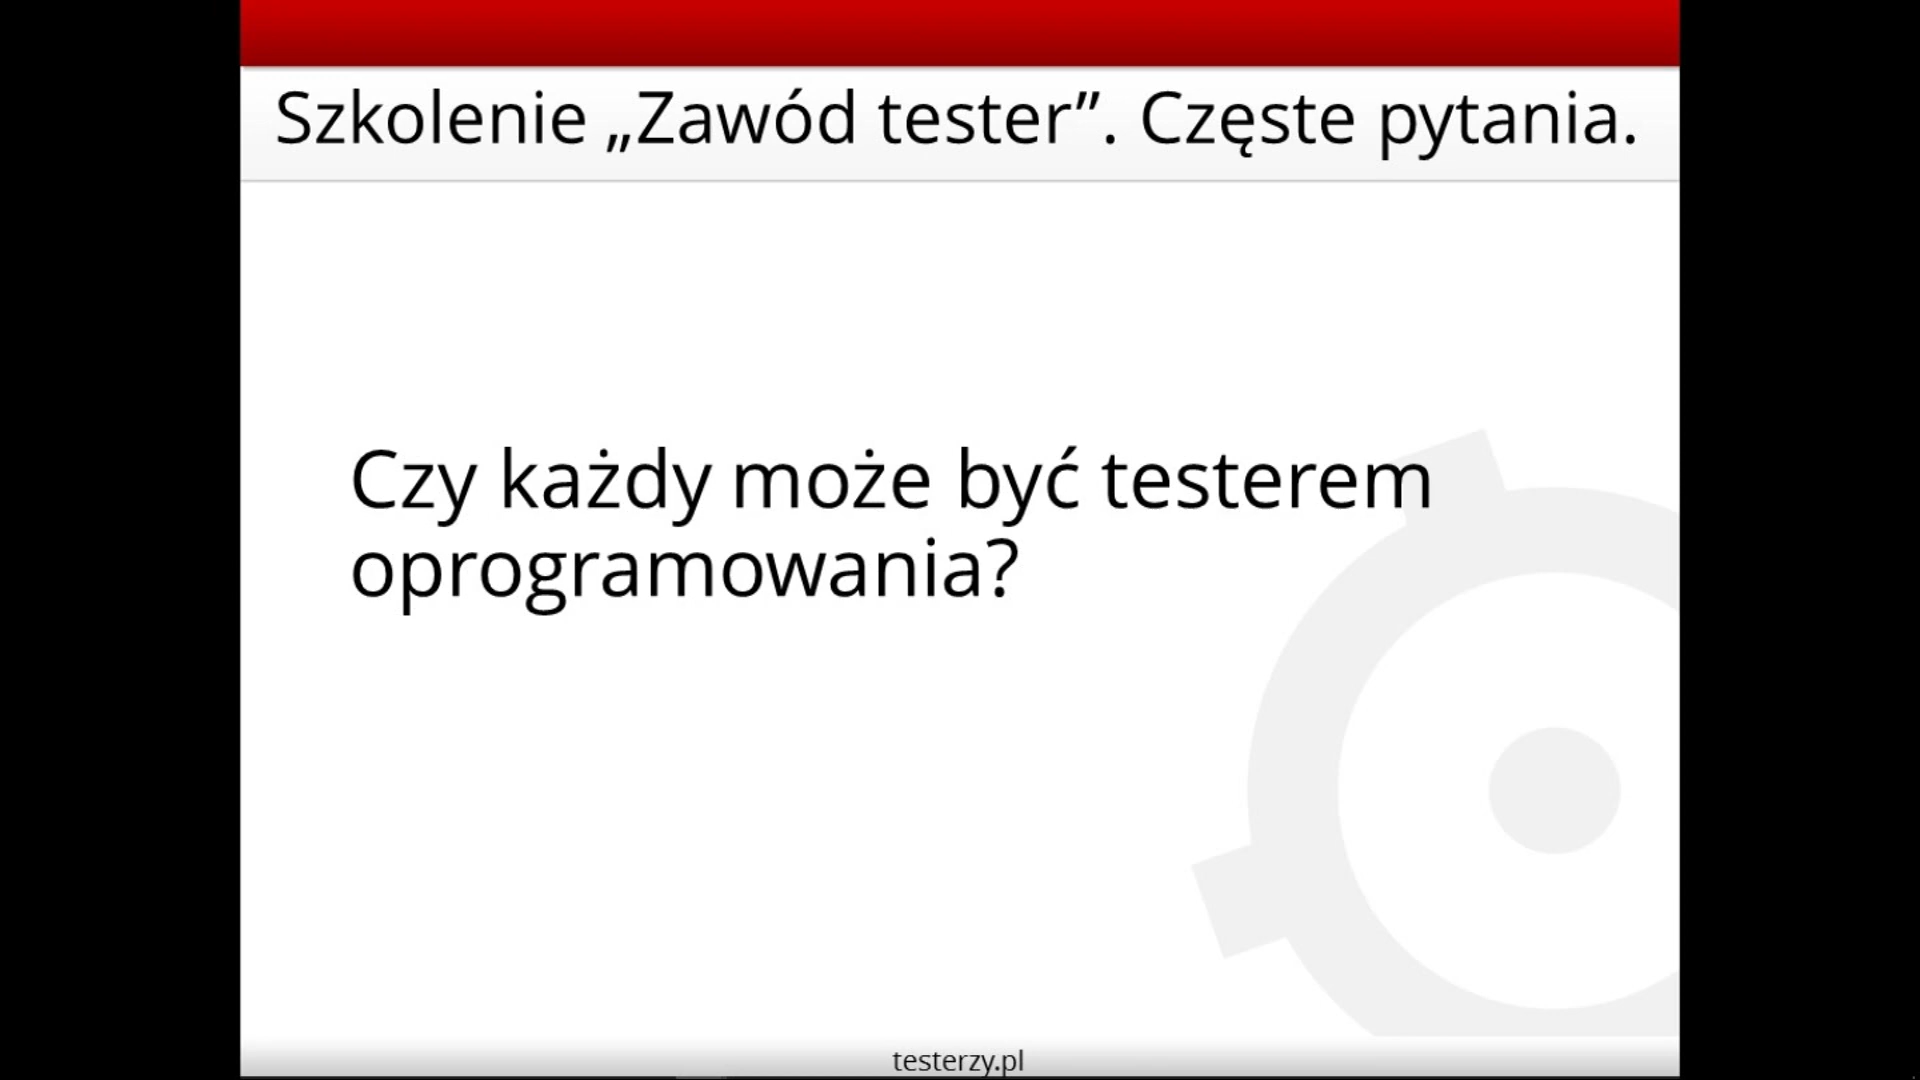 Szkolenie „Zawód tester”. Częste pytania.
Czy każdy może być testerem
oprogramowania?
testerzy.pl